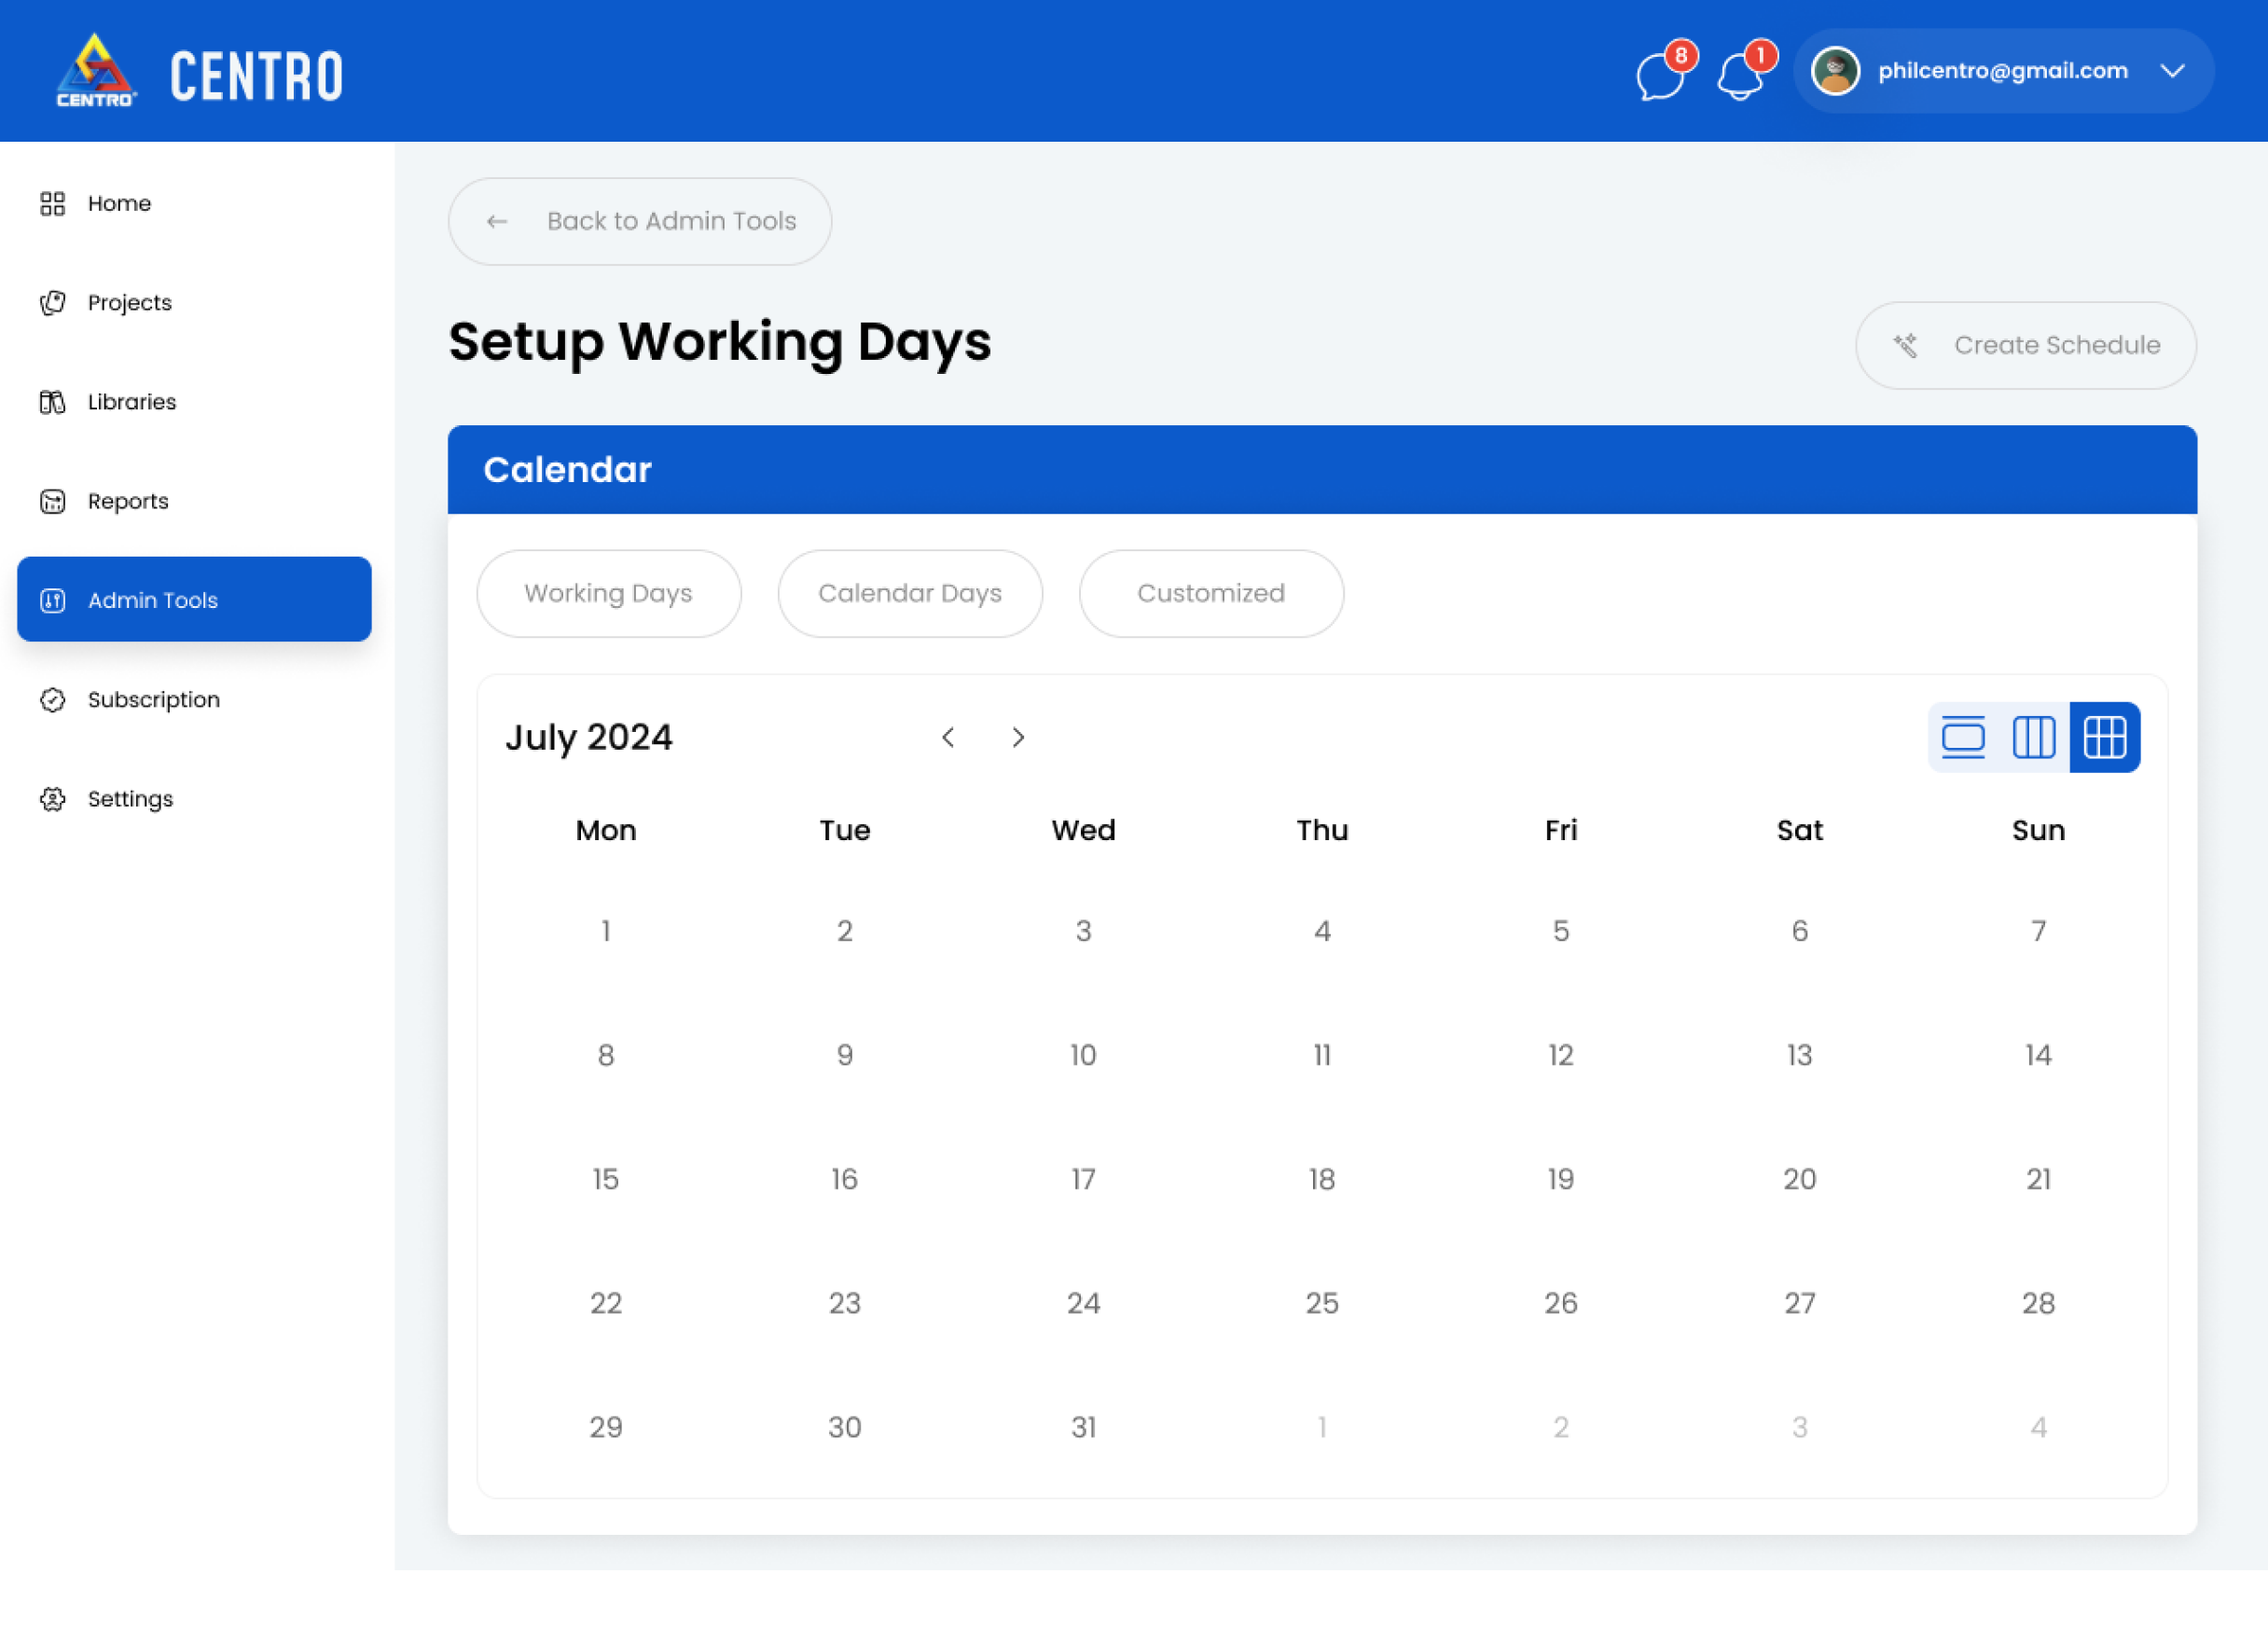 CENTRO
CENTRO
8
1
philcentro@gmail.com
Home
Projects
Libraries
Reports
Admin Tools
Subscription
Settings
Back to Admin Tools
Setup Working Days
Create Schedule
Calendar
Working Days Calendar Days Customized
July 2024
Mon Tue Wed Thu Fri Sat Sun
1 2 3 4 5 6 7
8 9 10 11 12 13 14
15 16 17 18 19 20 21
22 23 24 25 26 27 28
29 30 31 1 2 3 4